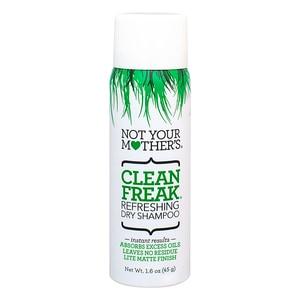 NOT YOUR
MOTHER'S®
CLEAN
FREAK®
REFRESHING
DRY SHAMPOO
instant results
ABSORBS EXCESS OILS
LEAVES NO RESIDUE
LITE MATTE FINISH
Net Wt. 1.6 oz (45 g)